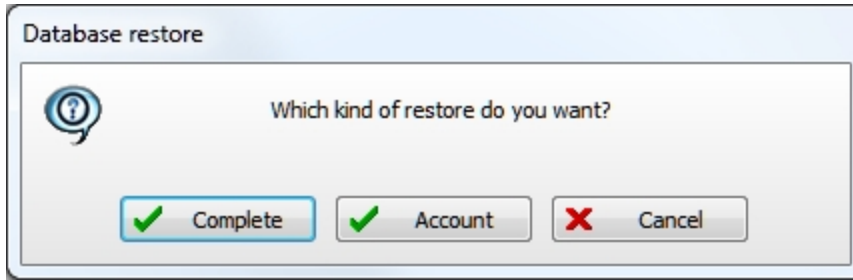 Database restore
Which kind of restore do you want?
Complete Account Cancel